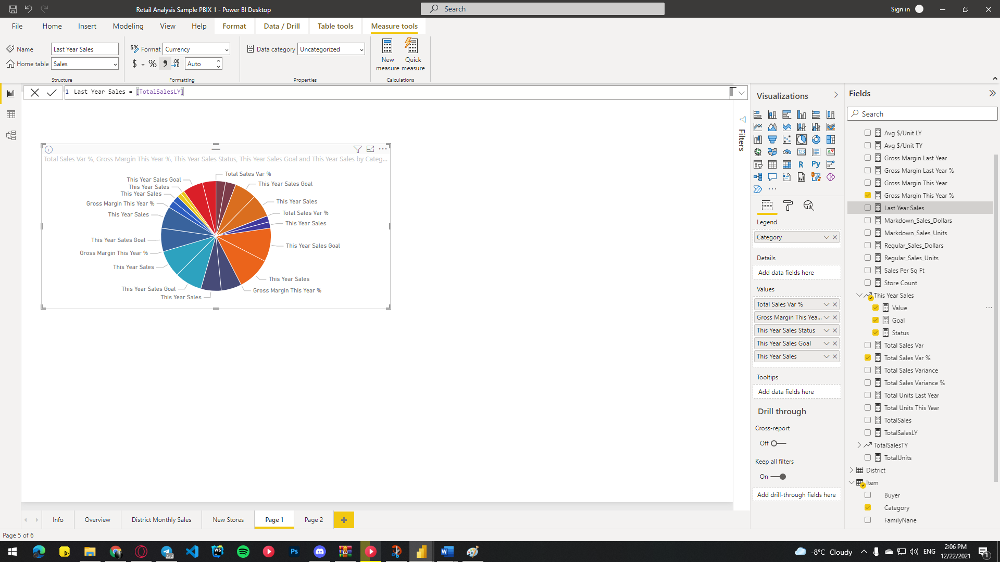 Retail Analysis Sample PBIX 1 - Power BI Desktop
Search
Sign in
File
Home
Insert
Modeling
View
Help
Format
Data / Drill
Table tools
Measure tools
Name
Last Year Sales
Home table
Sales
Structure
Format
Currency
$
%
Auto
Formatting
Data category
Uncategorized
Properties
New measure
Quick measure
Calculations
1 Last Year Sales = [TotalSalesLY]
Total Sales Var %, Gross Margin This Year %, This Year Sales Status, This Year Sales Goal and This Year Sales by Categ...
Total Sales Var %
This Year Sales Goal
This Year Sales
Total Sales Var %
This Year Sales
This Year Sales Goal
This Year Sales
Gross Margin This Year %
This Year Sales
This Year Sales Goal
This Year Sales
Gross Margin This Year %
This Year Sales Goal
This Year Sales
Gross Margin This Year %
This Year Sales
This Year Sales
This Year Sales Goal
Filters
Visualizations
R
Py
123
Legend
Category
Details
Add data fields here
Values
Total Sales Var %
Gross Margin This Yea...
This Year Sales Status
This Year Sales Goal
This Year Sales
Tooltips
Add data fields here
Drill through
Cross-report
Off
Keep all filters
On
Add drill-through fields here
Fields
Search
Avg $/Unit LY
Avg $/Unit TY
Gross Margin Last Year
Gross Margin Last Year %
Gross Margin This Year
Gross Margin This Year %
Last Year Sales
Markdown_Sales_Dollars
Markdown_Sales_Units
Regular_Sales_Dollars
Regular_Sales_Units
Sales Per Sq Ft
Store Count
This Year Sales
Value
Goal
Status
Total Sales Var
Total Sales Var %
Total Sales Variance
Total Sales Variance %
Total Units Last Year
Total Units This Year
TotalSales
TotalSalesLY
TotalSalesTY
TotalUnits
District
Item
Buyer
Category
FamilyNane
Info
Overview
District Monthly Sales
New Stores
Page 1
Page 2
Page 5 of 6
WS
Ps
232
W
-8°C Cloudy
ENG
2:06 PM
12/22/2021
1